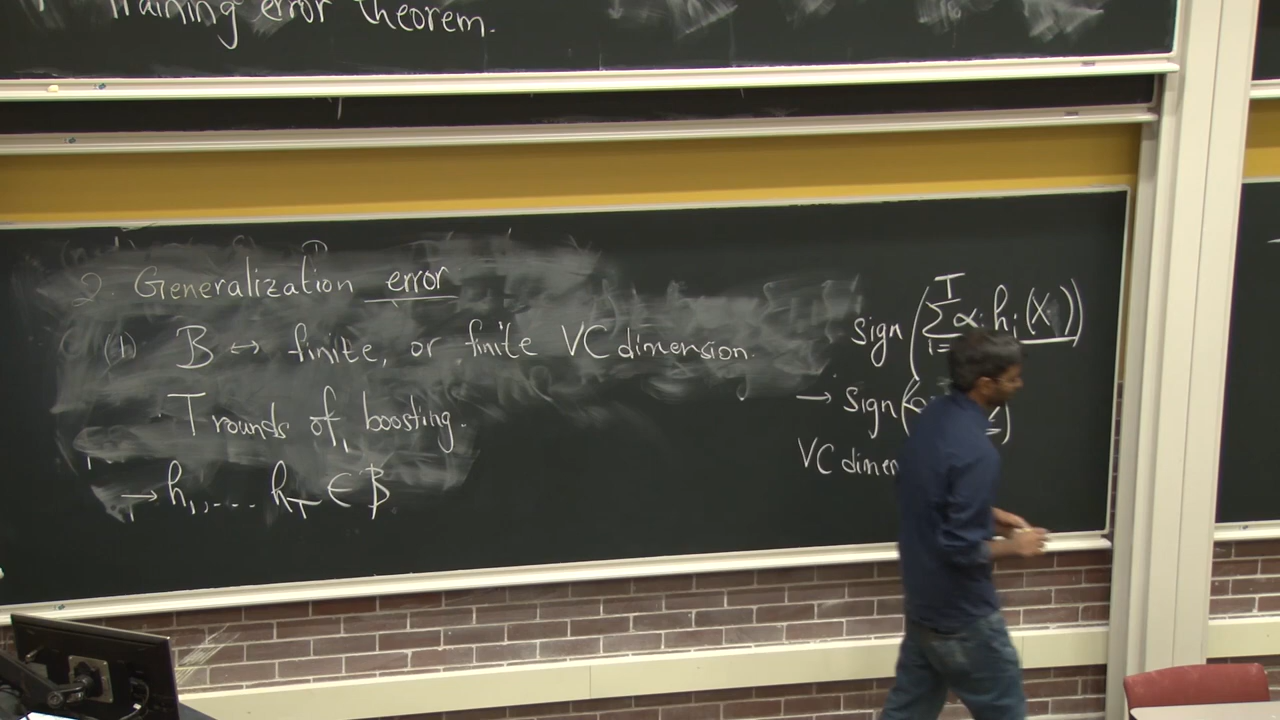 Training error theorem.
2. Generalization error
(1) B ↔ finite, or finite VC dimension.
T rounds of boosting.
→ h₁, .... h_T ∈ B
sign(∑ᵀ αᵢ hᵢ(x))
→ sign(
VC dimen